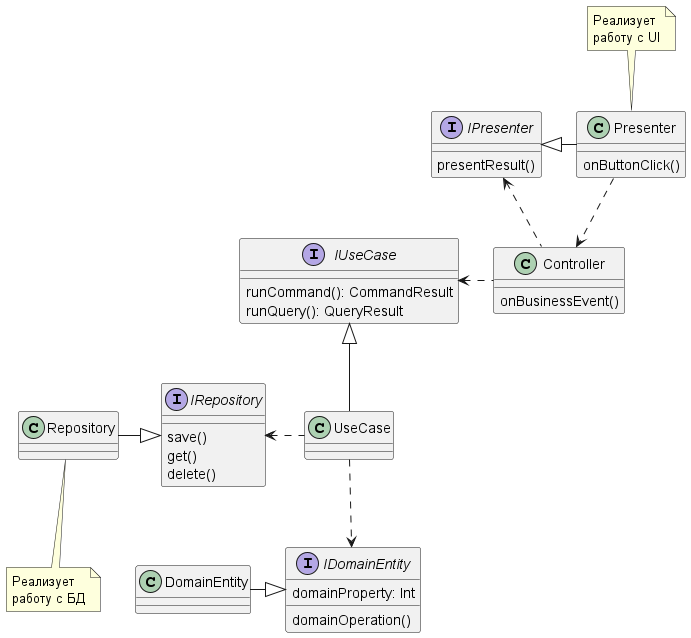 Реализует
работу с UI
I IPresenter
presentResult()
C Presenter
onButtonClick()
I IUseCase
runCommand(): CommandResult
runQuery(): QueryResult
C Controller
onBusinessEvent()
C Repository
I IRepository
save()
get()
delete()
C UseCase
Реализует
работу с БД
C DomainEntity
I IDomainEntity
domainProperty: Int
domainOperation()